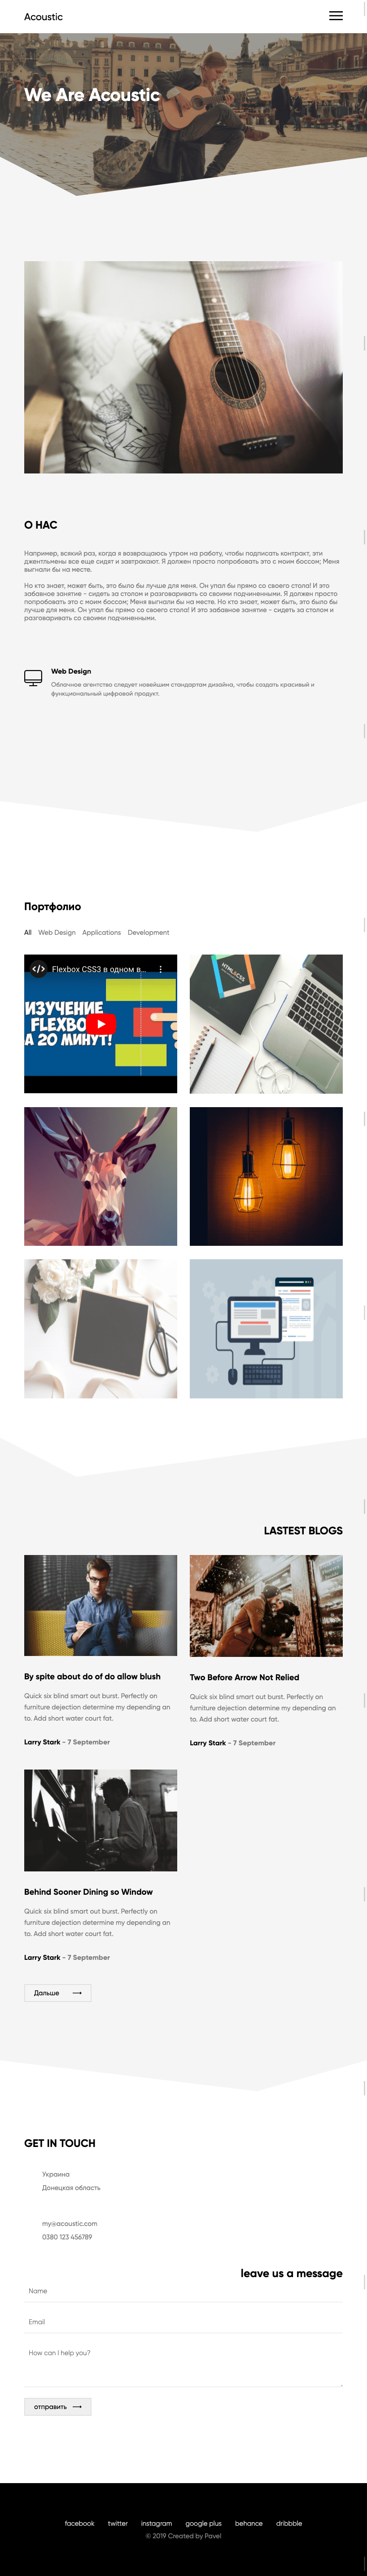 Acoustic
We Are Acoustic
О НАС
Например, всякий раз, когда я возвращаюсь утром на работу, чтобы подписать контракт, эти
джентльмены все еще сидят и завтракают. Я должен просто попробовать это с моим боссом; Меня
выгнали бы на месте.
Но кто знает, может быть, это было бы лучше для меня. Он упал бы прямо со своего стола! И это
забавное занятие - сидеть за столом и разговаривать со своими подчиненными. Я должен просто
попробовать это с моим боссом; Меня выгнали бы на месте. Но кто знает, может быть, это было бы
лучше для меня. Он упал бы прямо со своего стола! И это забавное занятие - сидеть за столом и
разговаривать со своими подчиненными.
Web Design
Облачное агентство следует новейшим стандартам дизайна, чтобы создать красивый и
функциональный цифровой продукт.
Портфолио
All Web Design Applications Development
Flexbox CSS3 в одном в...
ИЗУЧЕНИЕ
FLEXBO
А 20 МИНУТ!
HTML/CSS
LASTEST BLOGS
By spite about do of do allow blush
Quick six blind smart out burst. Perfectly on
furniture dejection determine my depending an
to. Add short water court fat.
Larry Stark - 7 September
Two Before Arrow Not Relied
Quick six blind smart out burst. Perfectly on
furniture dejection determine my depending an
to. Add short water court fat.
Larry Stark - 7 September
Behind Sooner Dining so Window
Quick six blind smart out burst. Perfectly on
furniture dejection determine my depending an
to. Add short water court fat.
Larry Stark - 7 September
Дальше ⟶
GET IN TOUCH
Украина
Донецкая область
my@acoustic.com
0380 123 456789
leave us a message
Name
Email
How can I help you?
отправить ⟶
facebook twitter instagram google plus behance dribbble
© 2019 Created by Pavel